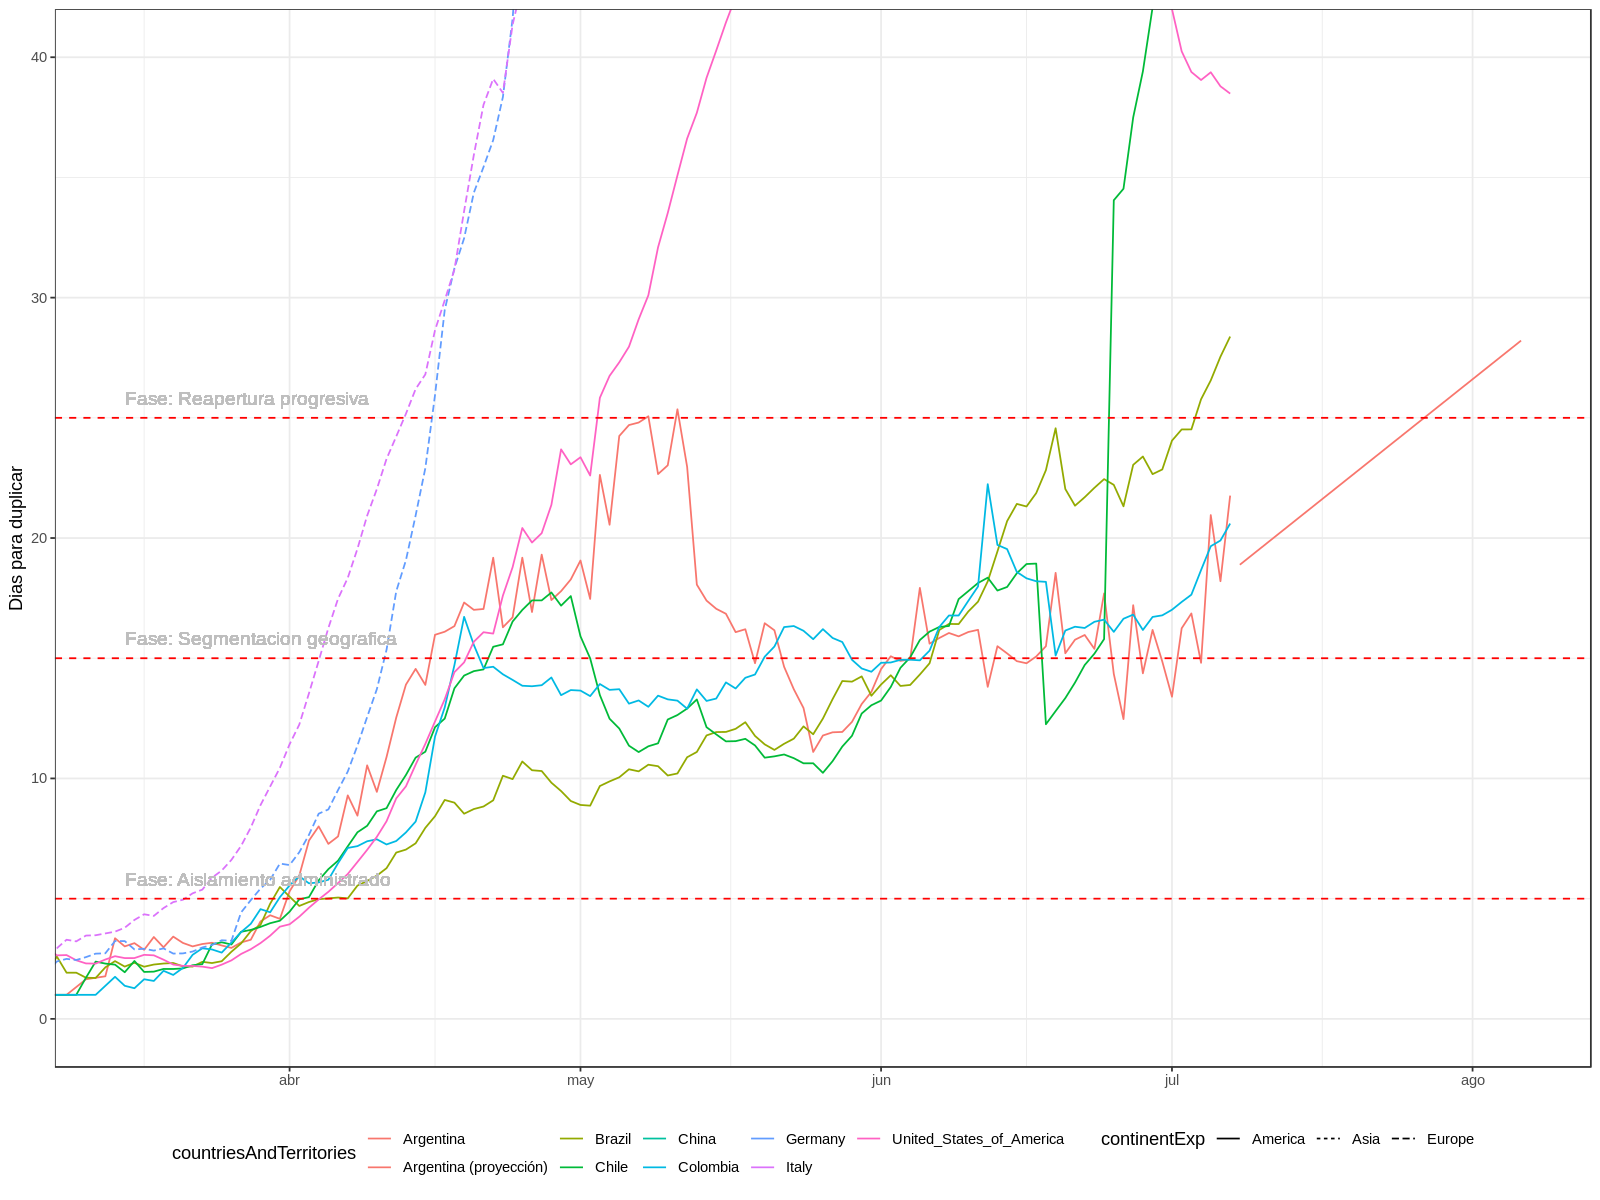 40
30
20
10
0
Dias para duplicar
Fase: Reapertura progresiva
Fase: Segmentacion geografica
Fase: Aislamiento administrado
abr may jun jul ago
countriesAndTerritories
Argentina Brazil China Germany United_States_of_America
Argentina (proyección) Chile Colombia Italy
continentExp America Asia Europe